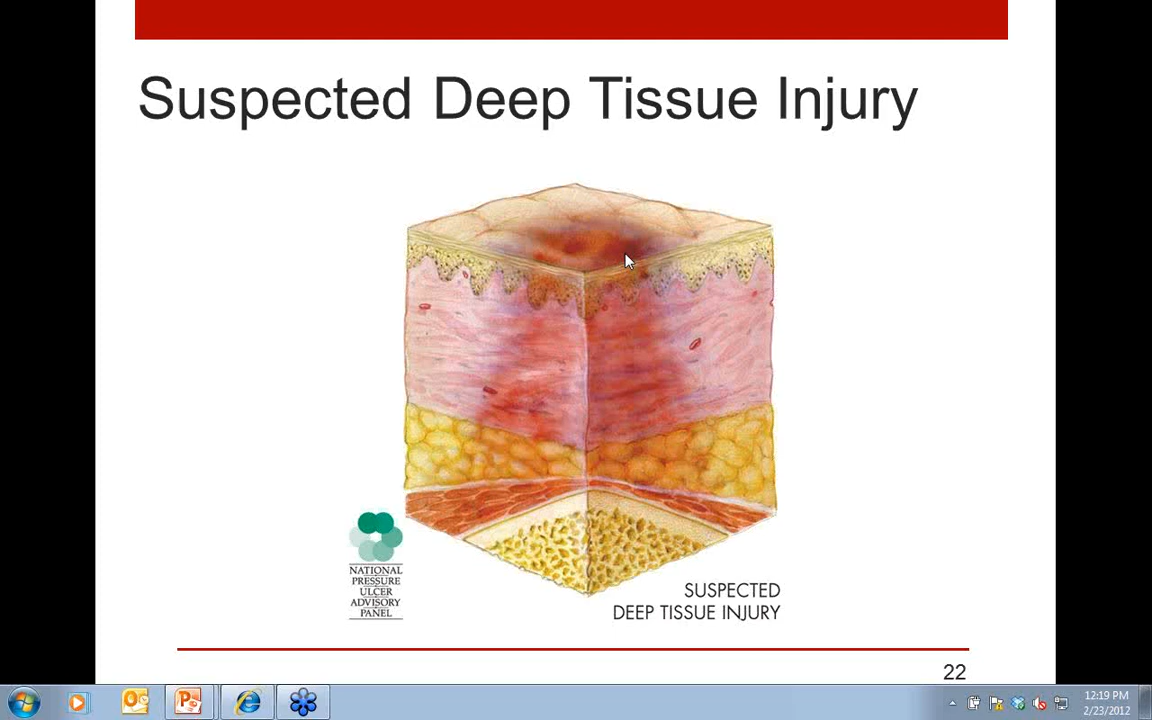 Suspected Deep Tissue Injury
NATIONAL
PRESSURE
ULCER
ADVISORY
PANEL
SUSPECTED
DEEP TISSUE INJURY
22
12:19 PM
2/23/2012